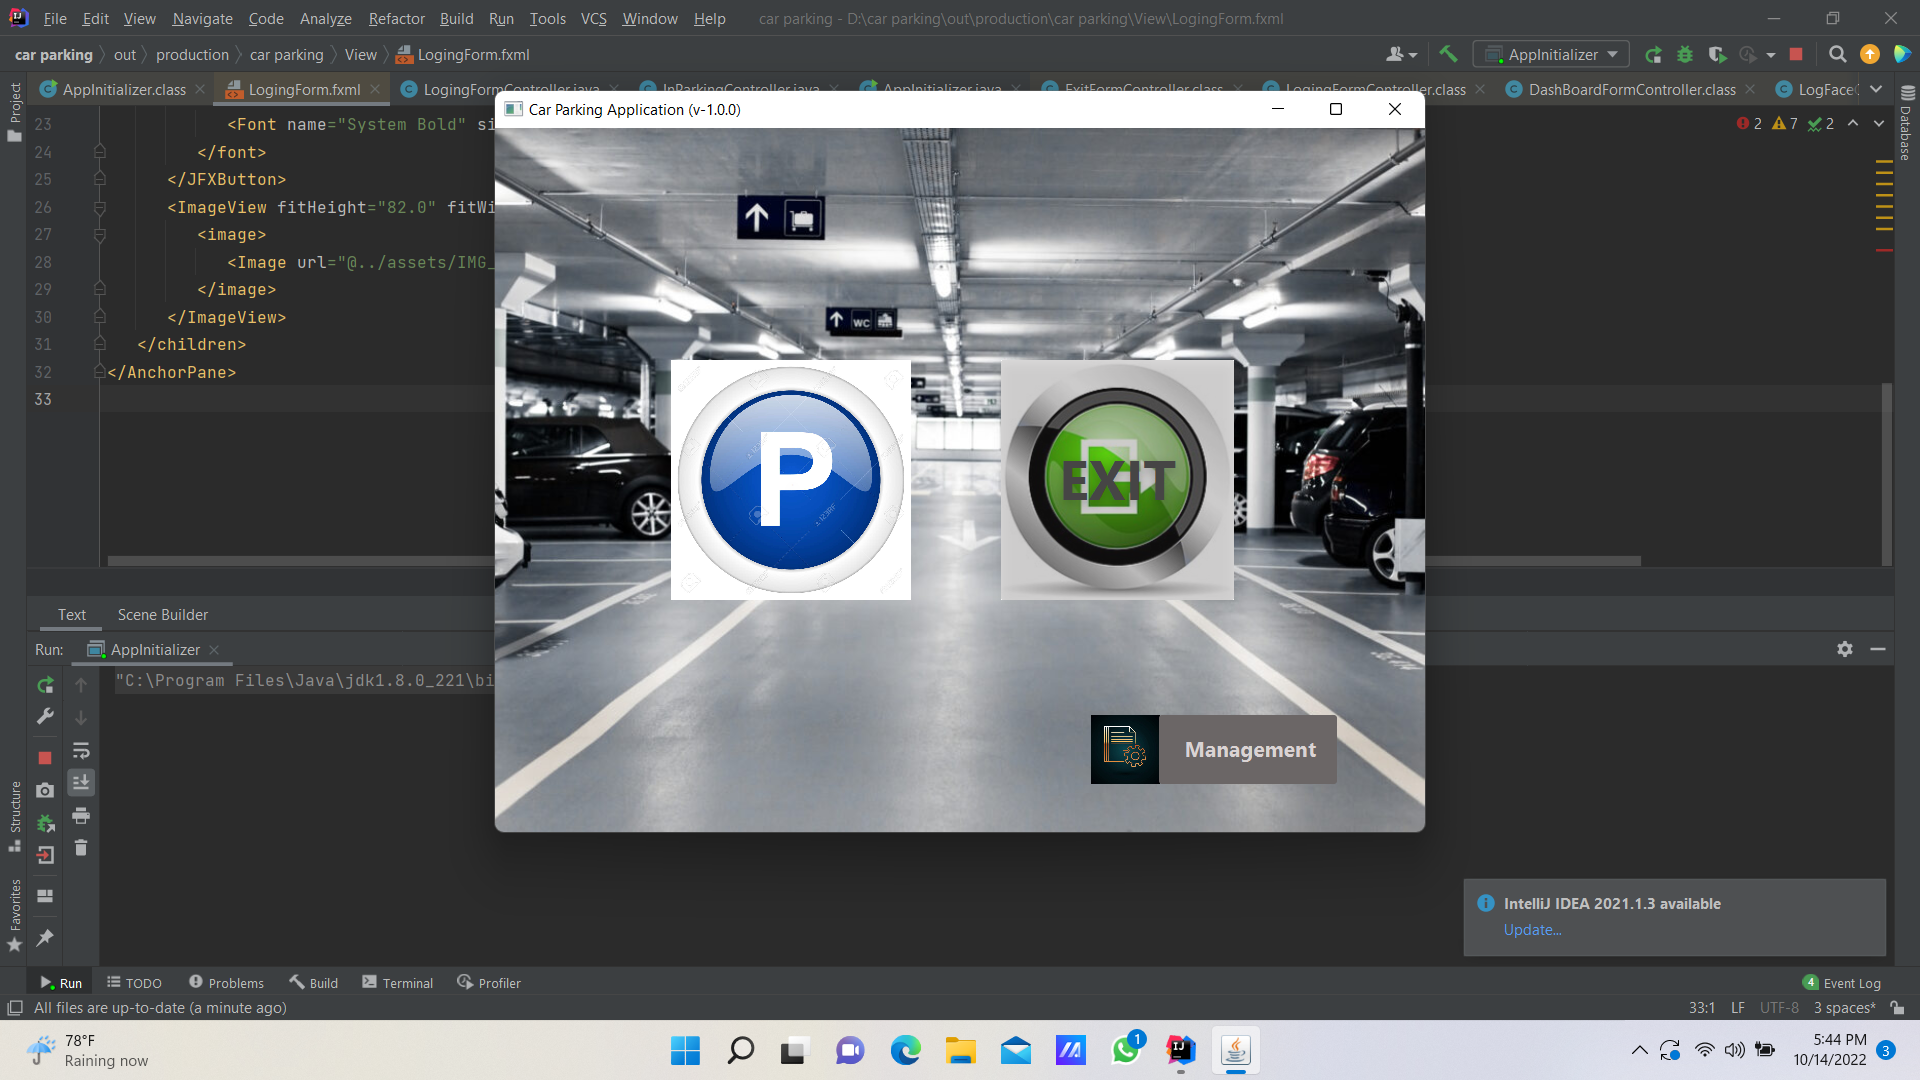 File Edit View Navigate Code Analyze Refactor Build Run Tools VCS Window Help car parking - D:\car parking\out\production\car parking\View\LogingForm.fxml
car parking out production car parking View LogingForm.fxml
AppInitializer
Project
AppInitializer.class LogingForm.fxml LogingFormController.java InParkingController.java AppInitializer.java ExitFormController.class LogingFormController.class DashBoardFormController.class LogFace
Database
Car Parking Application (v-1.0.0)
2 7 2
23 <Font name="System Bold" si
24 </font>
25 </JFXButton>
26 <ImageView fitHeight="82.0" fitWi
27 <image>
28 <Image url="@../assets/IMG_
29 </image>
30 </ImageView>
31 </children>
32 </AnchorPane>
33
WC
P
EXIT
Management
Text Scene Builder
Run: AppInitializer
"C:\Program Files\Java\jdk1.8.0_221\bi
Structure
Favorites
IntelliJ IDEA 2021.1.3 available
Update...
Run TODO Problems Build Terminal Profiler 4 Event Log
All files are up-to-date (a minute ago) 33:1 LF UTF-8 3 spaces*
78°F
Raining now
1
5:44 PM
10/14/2022
3